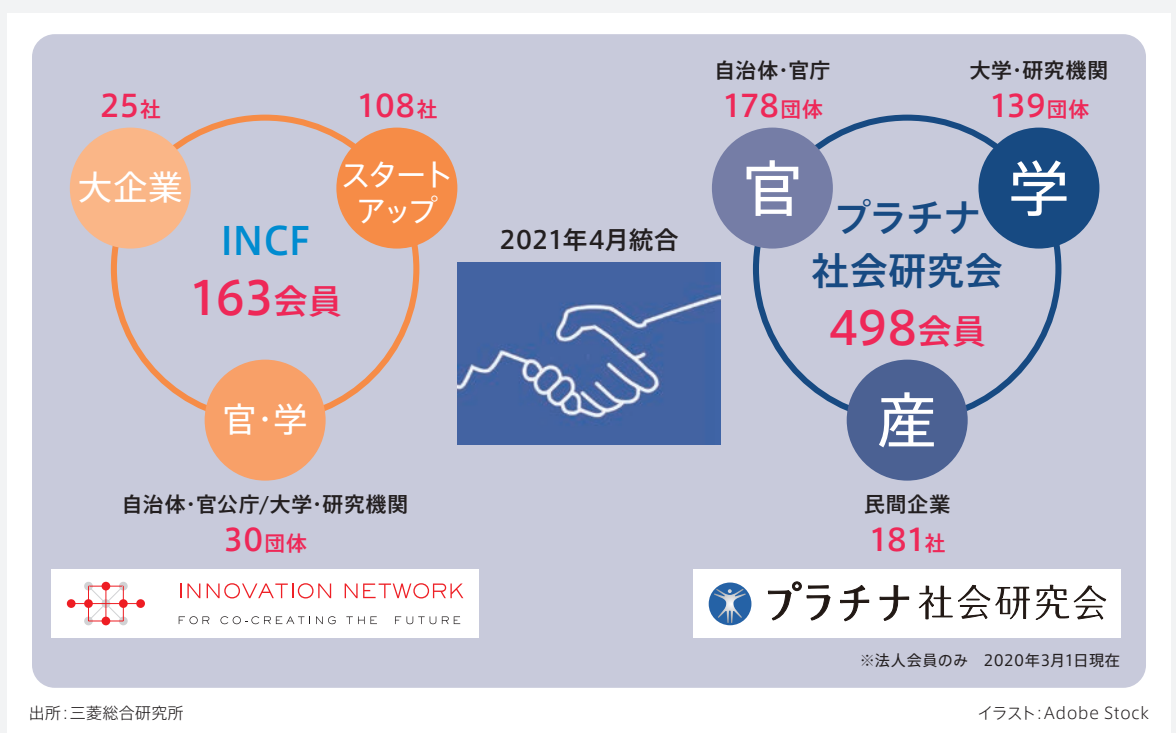 25社
大企業
108社
スタート
アップ
INCF
163会員
官・学
自治体・官公庁/大学・研究機関
30団体
INNOVATION NETWORK
FOR CO-CREATING THE FUTURE
2021年4月統合
自治体・官庁
178団体
官
大学・研究機関
139団体
学
プラチナ
社会研究会
498会員
産
民間企業
181社
プラチナ社会研究会
※法人会員のみ　2020年3月1日現在
出所：三菱総合研究所
イラスト：Adobe Stock